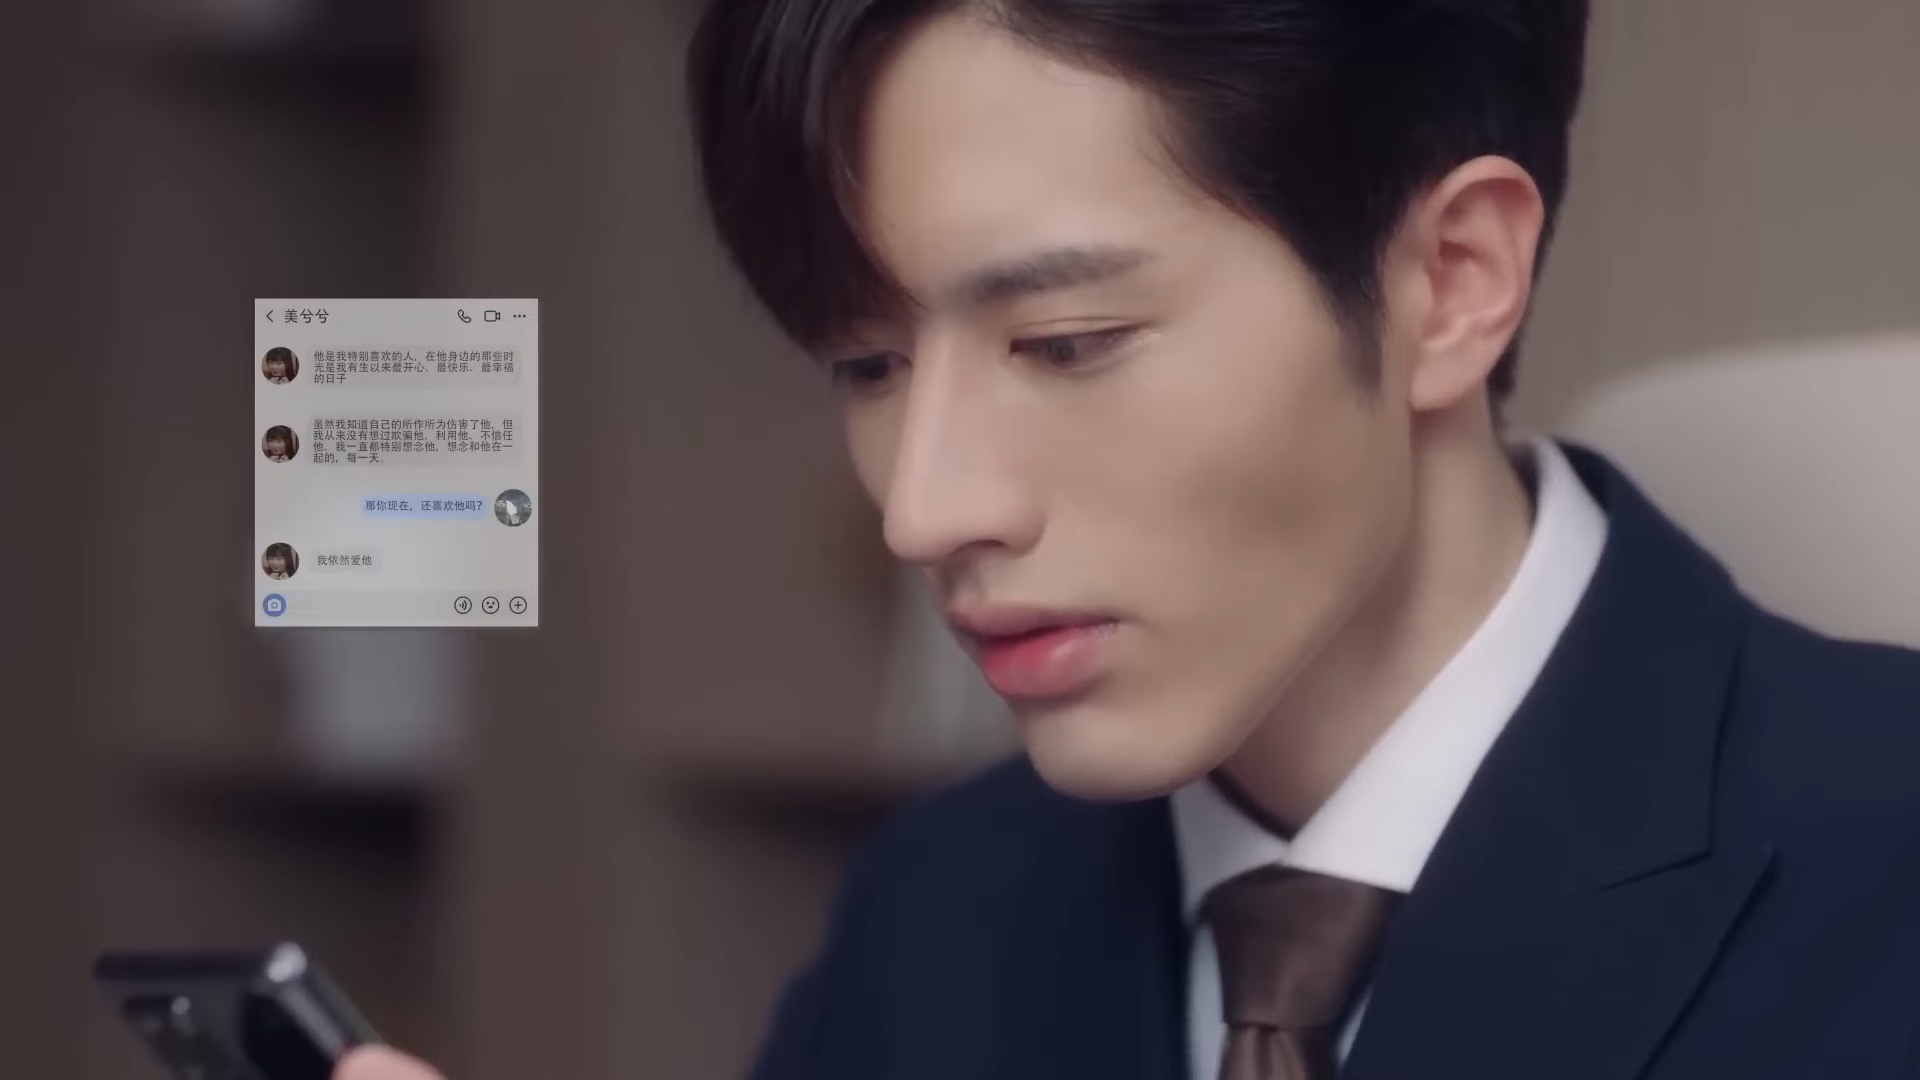 美兮兮
他是我特别喜欢的人，在他身边的那些时
光是我有生以来最开心、最快乐、最幸福
的日子
虽然我知道自己的所作所为伤害了他，但
我从来没有想过欺骗他、利用他、不信任
他、我一直都特别想念他，想念和他在一
起的，每一天。
那你现在，还喜欢他吗？
我依然爱他